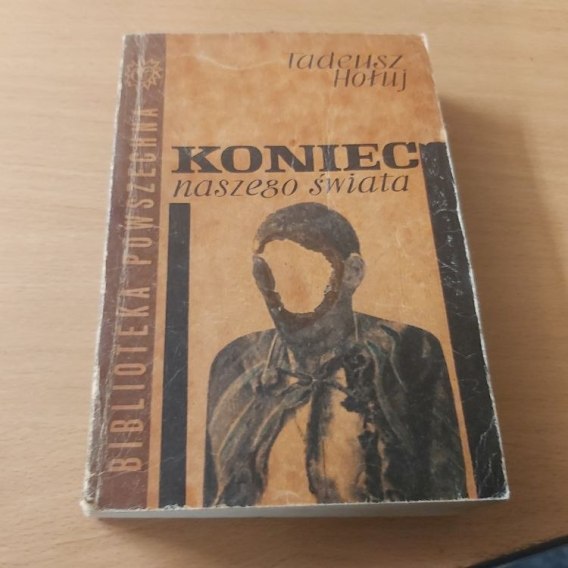 Tadeusz
Hołuj
KONIEC
naszego świata
BIBLIOTEKA POWSZECHNA